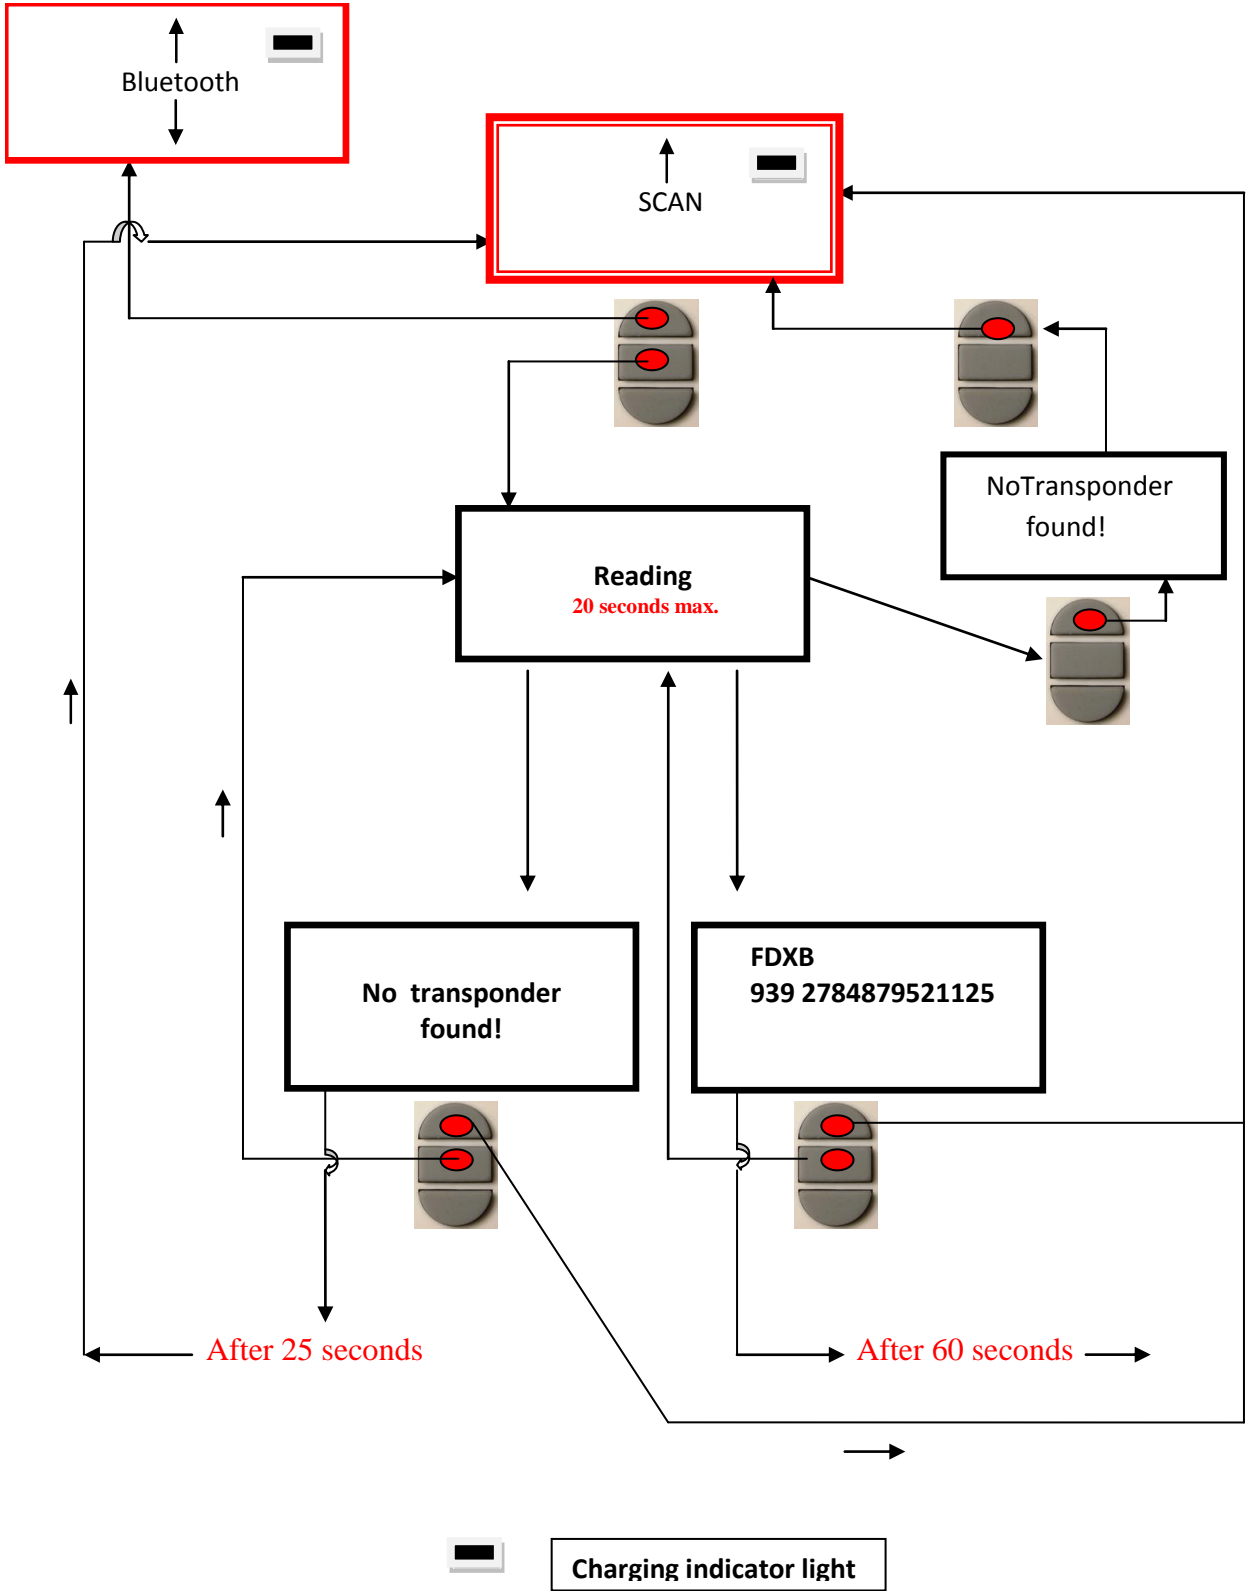 Bluetooth
SCAN
NoTransponder
found!
Reading
20 seconds max.
No transponder
found!
FDXB
939 2784879521125
After 25 seconds
After 60 seconds
Charging indicator light